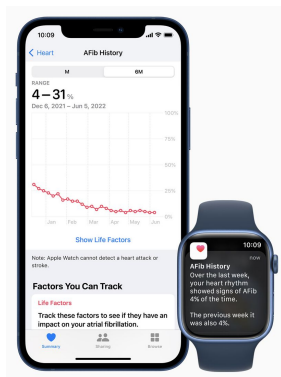 10:09
Heart
AFib History
M
6M
RANGE
4–31%
Dec 6, 2021 – Jun 5, 2022
100%
75%
50%
25%
0%
Jan Feb Mar Apr May Jun
Show Life Factors
Note: Apple Watch cannot detect a heart attack or
stroke.
Factors You Can Track
Life Factors
Track these factors to see if they have an
impact on your atrial fibrillation.
Summary
Sharing
Browse
10:09
now
AFib History
Over the last week,
your heart rhythm
showed signs of AFib
4% of the time.
The previous week it
was also 4%.